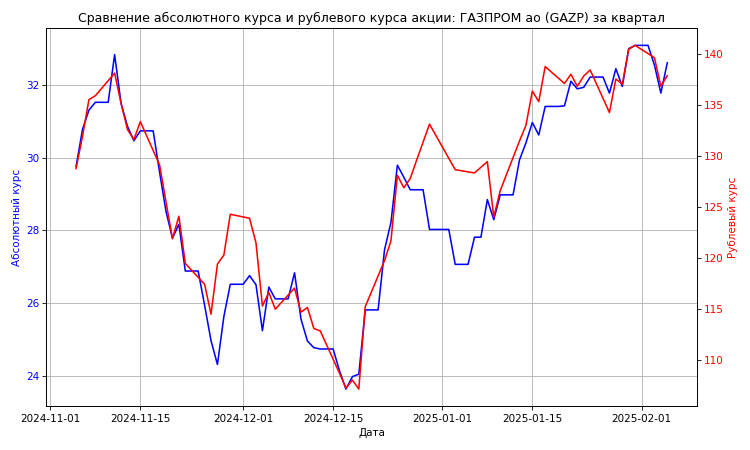 Сравнение абсолютного курса и рублевого курса акции: ГАЗПРОМ ао (GAZP) за квартал
Абсолютный курс
32
30
28
26
24
140
135
130
125
120
115
110
Рублевый курс
2024-11-01 2024-11-15 2024-12-01 2024-12-15 2025-01-01 2025-01-15 2025-02-01
Дата